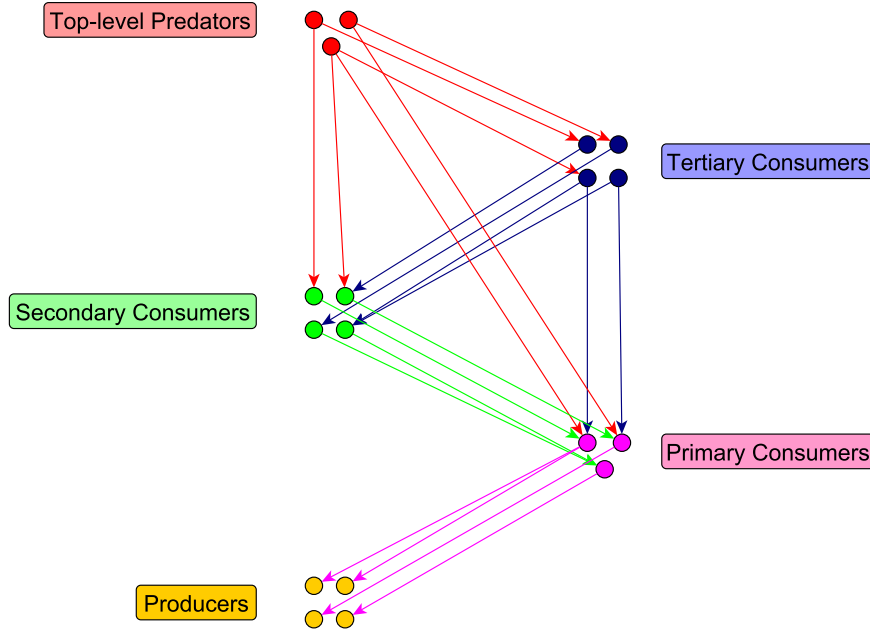 Top-level Predators
Tertiary Consumers
Secondary Consumers
Primary Consumers
Producers